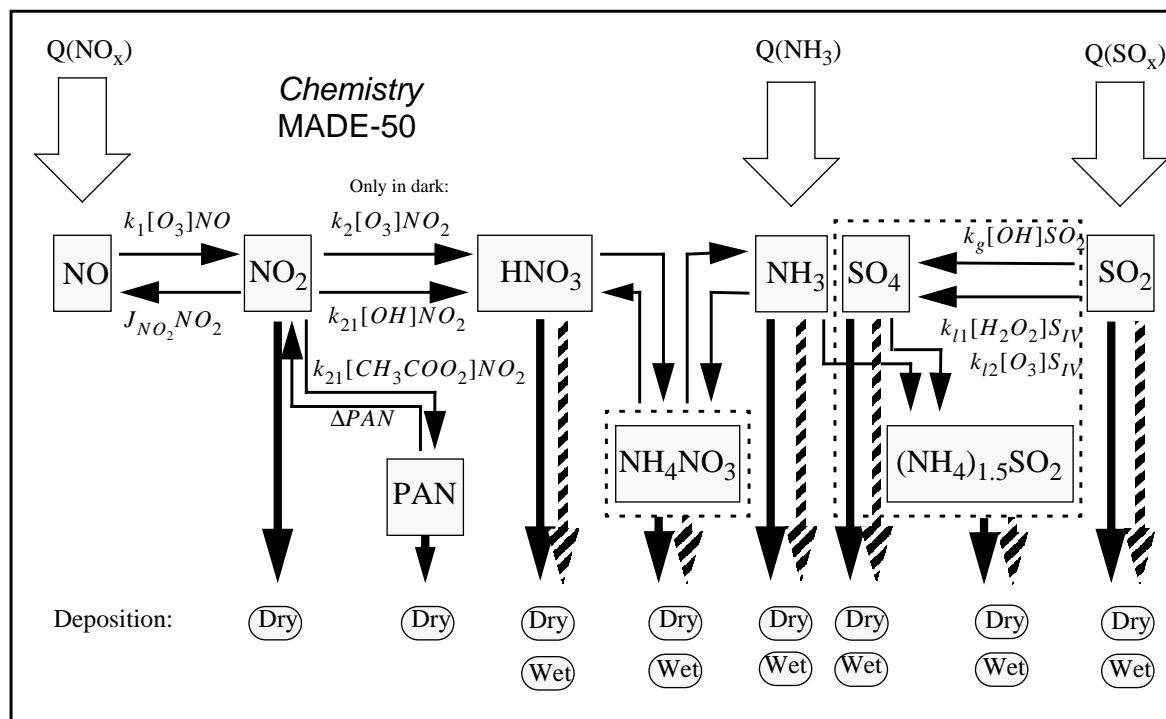 Q(NOx)
Q(NH3)
Q(SOx)
Chemistry
MADE-50
Only in dark:
k1[O3]NO
k2[O3]NO2
kg[OH]SO2
NO
NO2
HNO3
NH3
SO4
SO2
JNO2NO2
k21[OH]NO2
kl1[H2O2]SIV
k21[CH3COO2]NO2
kl2[O3]SIV
ΔPAN
PAN
NH4NO3
(NH4)1.5SO2
Deposition:
Dry
Dry
Dry
Dry
Dry
Dry
Dry
Dry
Wet
Wet
Wet
Wet
Wet
Wet